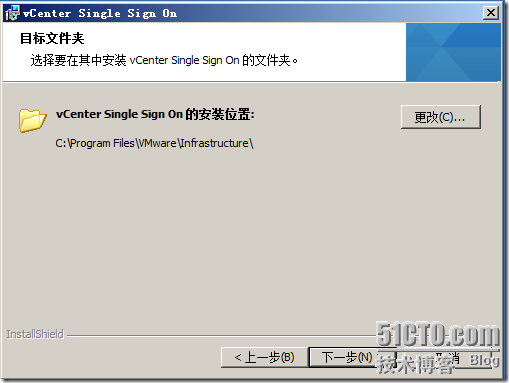 vCenter Single Sign On
目标文件夹
选择要在其中安装 vCenter Single Sign On 的文件夹。
vCenter Single Sign On 的安装位置:
更改(C)...
C:\Program Files\VMware\Infrastructure\
InstallShield
< 上一步(B)
下一步(N) 
消
51CTO.com
技术博客 Blog